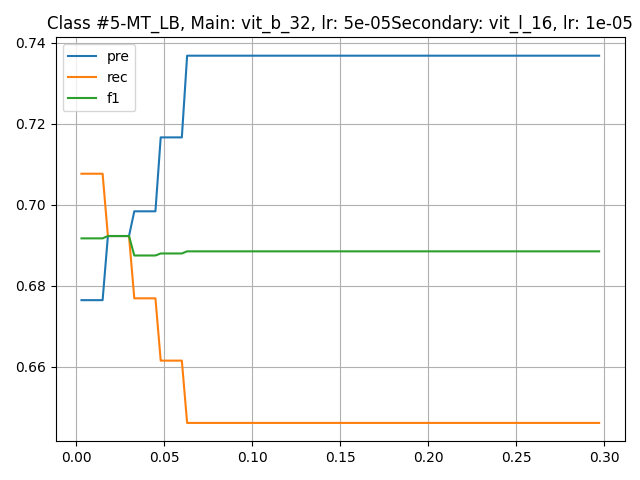 Class #5-MT_LB, Main: vit_b_32, lr: 5e-05Secondary: vit_l_16, lr: 1e-05
pre
rec
f1
0.74
0.72
0.70
0.68
0.66
0.00 0.05 0.10 0.15 0.20 0.25 0.30